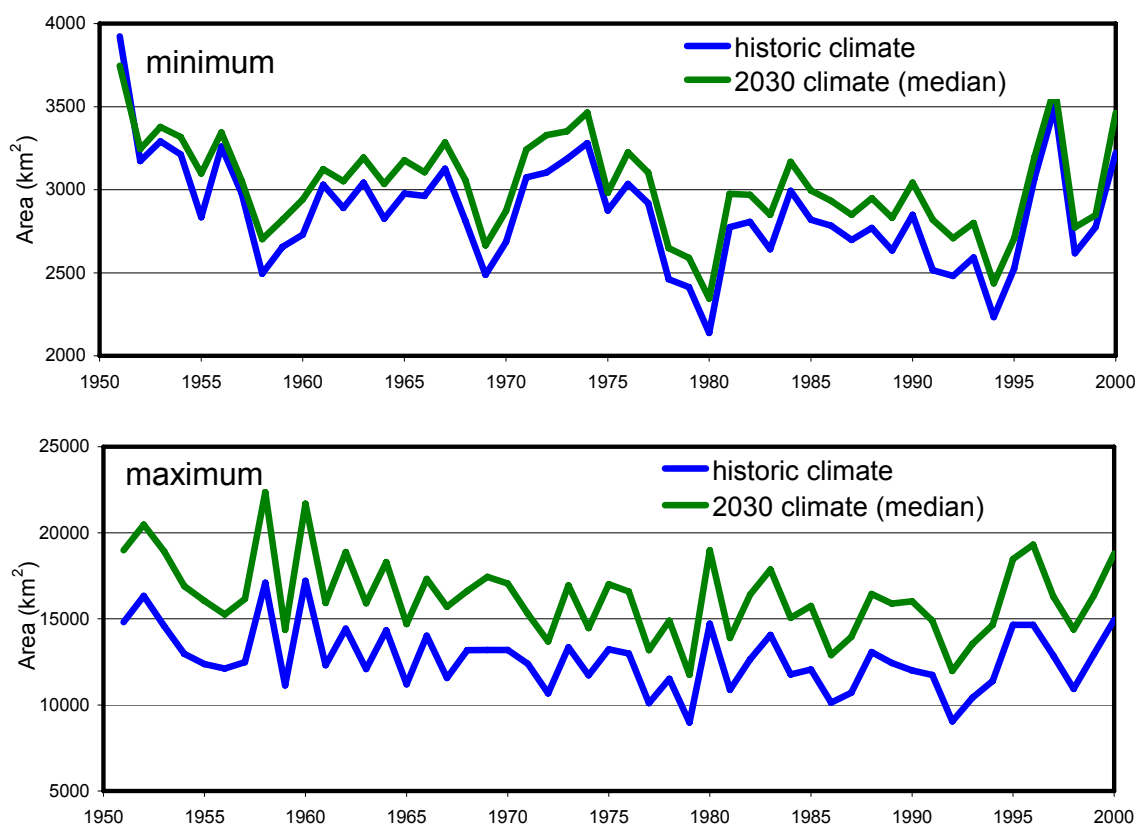 4000
minimum
historic climate
2030 climate (median)
3500
3000
2500
2000
Area (km²)
1950 1955 1960 1965 1970 1975 1980 1985 1990 1995 2000
25000
maximum
historic climate
2030 climate (median)
20000
15000
10000
5000
Area (km²)
1950 1955 1960 1965 1970 1975 1980 1985 1990 1995 2000